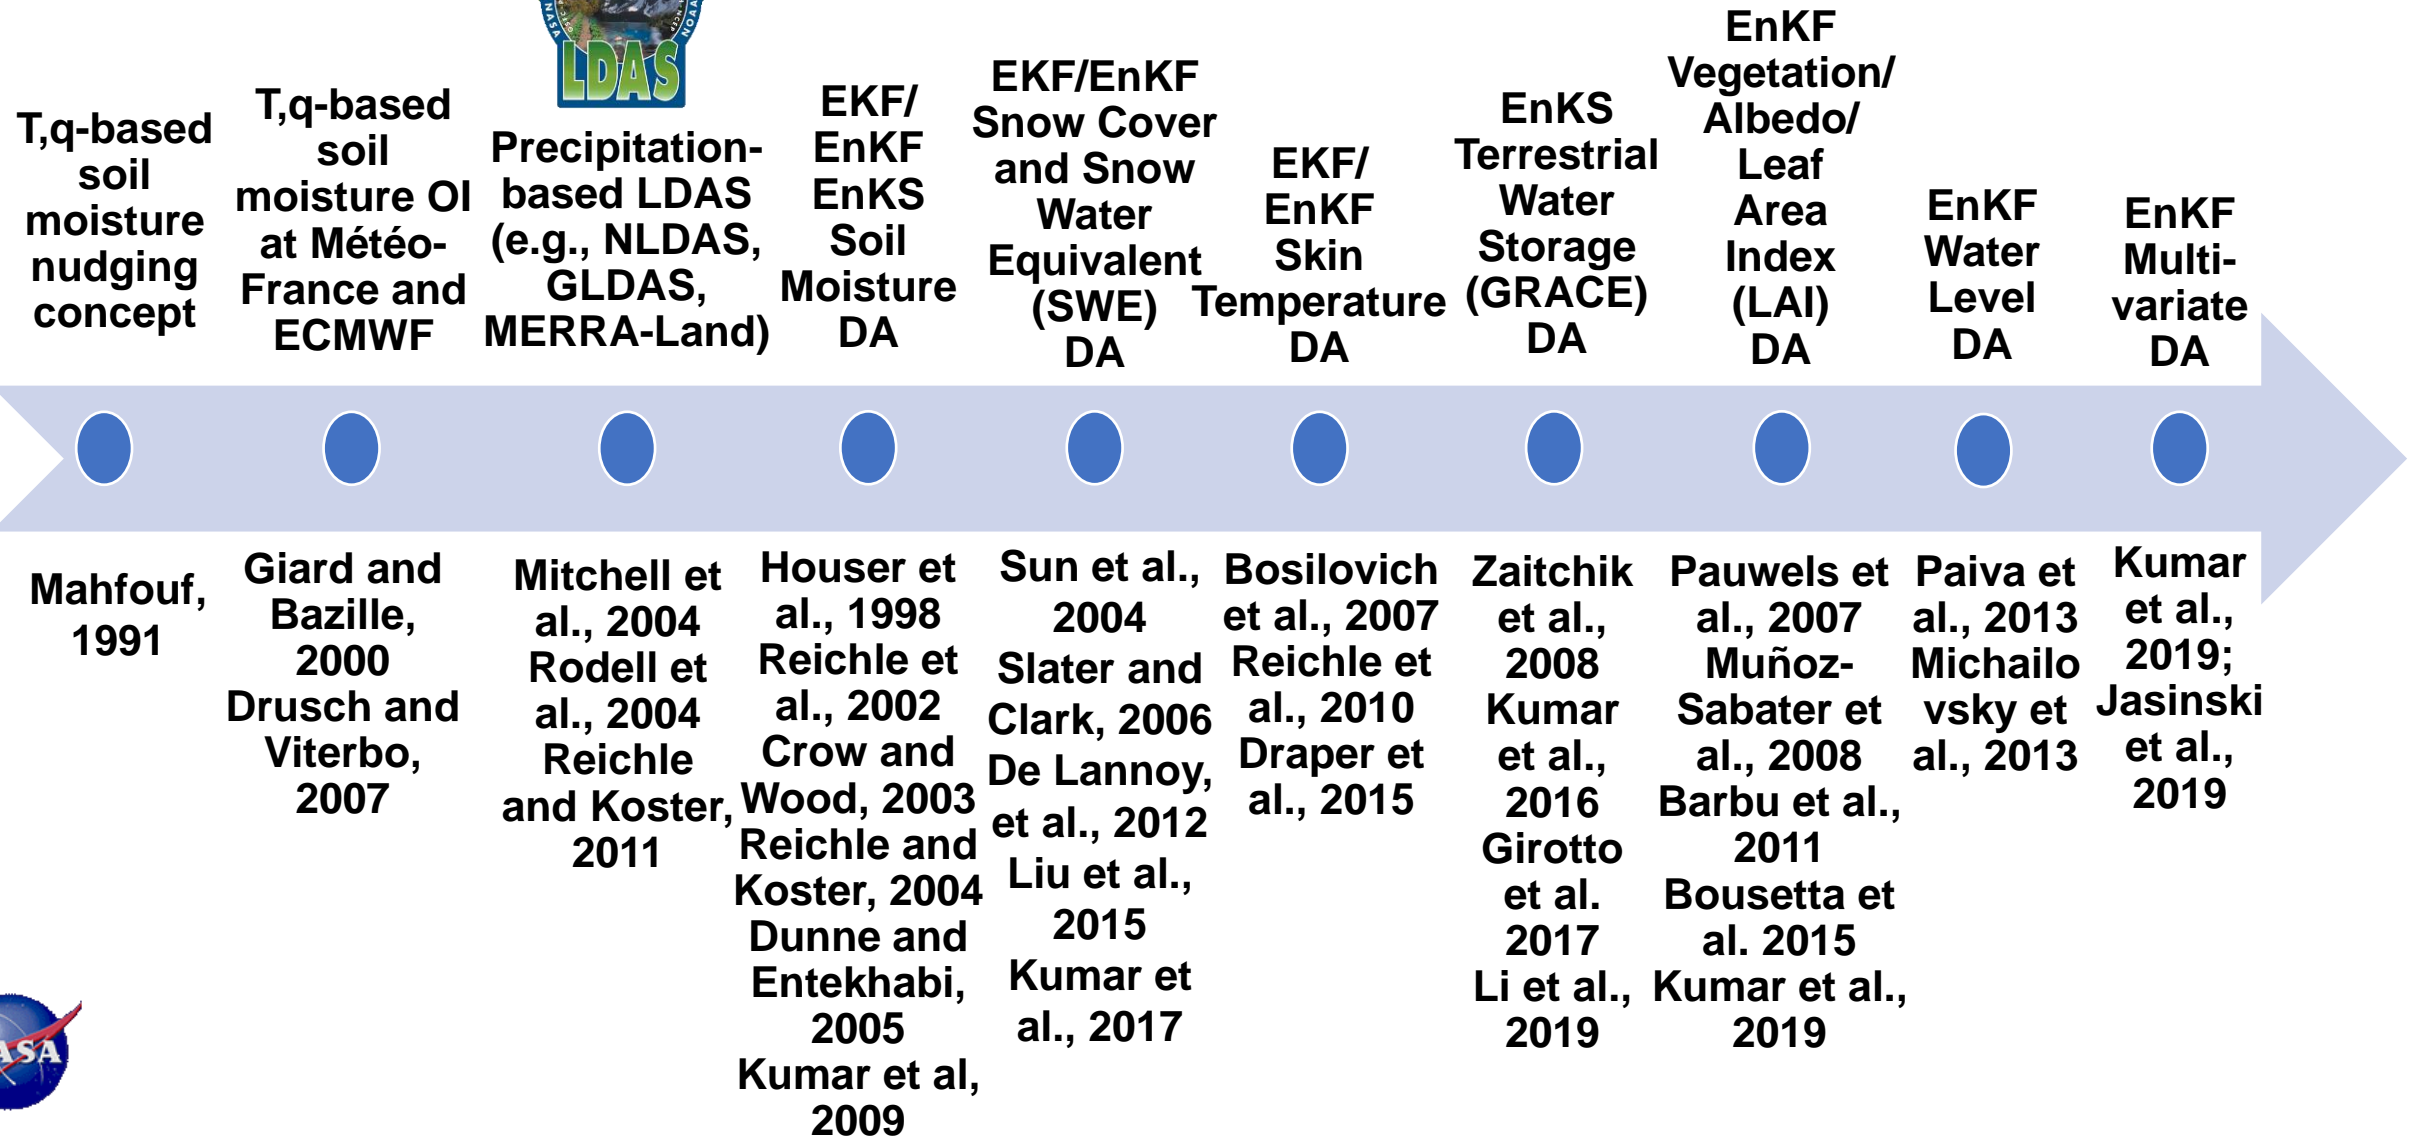 T,q-based
soil
moisture
nudging
concept
T,q-based
soil
moisture OI
at Météo-
France and
ECMWF
NASA
NOAA
LDAS
Precipitation-
based LDAS
(e.g., NLDAS,
GLDAS,
MERRA-Land)
EKF/
EnKF
EnKS
Soil
Moisture
DA
EKF/EnKF
Snow Cover
and Snow
Water
Equivalent
(SWE)
DA
EKF/
EnKF
Skin
Temperature
DA
EnKS
Terrestrial
Water
Storage
(GRACE)
DA
EnKF
Vegetation/
Albedo/
Leaf
Area
Index
(LAI)
DA
EnKF
Water
Level
DA
EnKF
Multi-
variate
DA
Mahfouf,
1991
Giard and
Bazille,
2000
Drusch and
Viterbo,
2007
Mitchell et
al., 2004
Rodell et
al., 2004
Reichle
and Koster,
2011
Houser et
al., 1998
Reichle et
al., 2002
Crow and
Wood, 2003
Reichle and
Koster, 2004
Dunne and
Entekhabi,
2005
Kumar et al,
2009
Sun et al.,
2004
Slater and
Clark, 2006
De Lannoy,
et al., 2012
Liu et al.,
2015
Kumar et
al., 2017
Bosilovich
et al., 2007
Reichle et
al., 2010
Draper et
al., 2015
Zaitchik
et al.,
2008
Kumar
et al.,
2016
Girotto
et al.
2017
Li et al.,
2019
Pauwels et
al., 2007
Muñoz-
Sabater et
al., 2008
Barbu et al.,
2011
Bousetta et
al. 2015
Kumar et al.,
2019
Paiva et
al., 2013
Michailo
vsky et
al., 2013
Kumar
et al.,
2019;
Jasinski
et al.,
2019
ASA